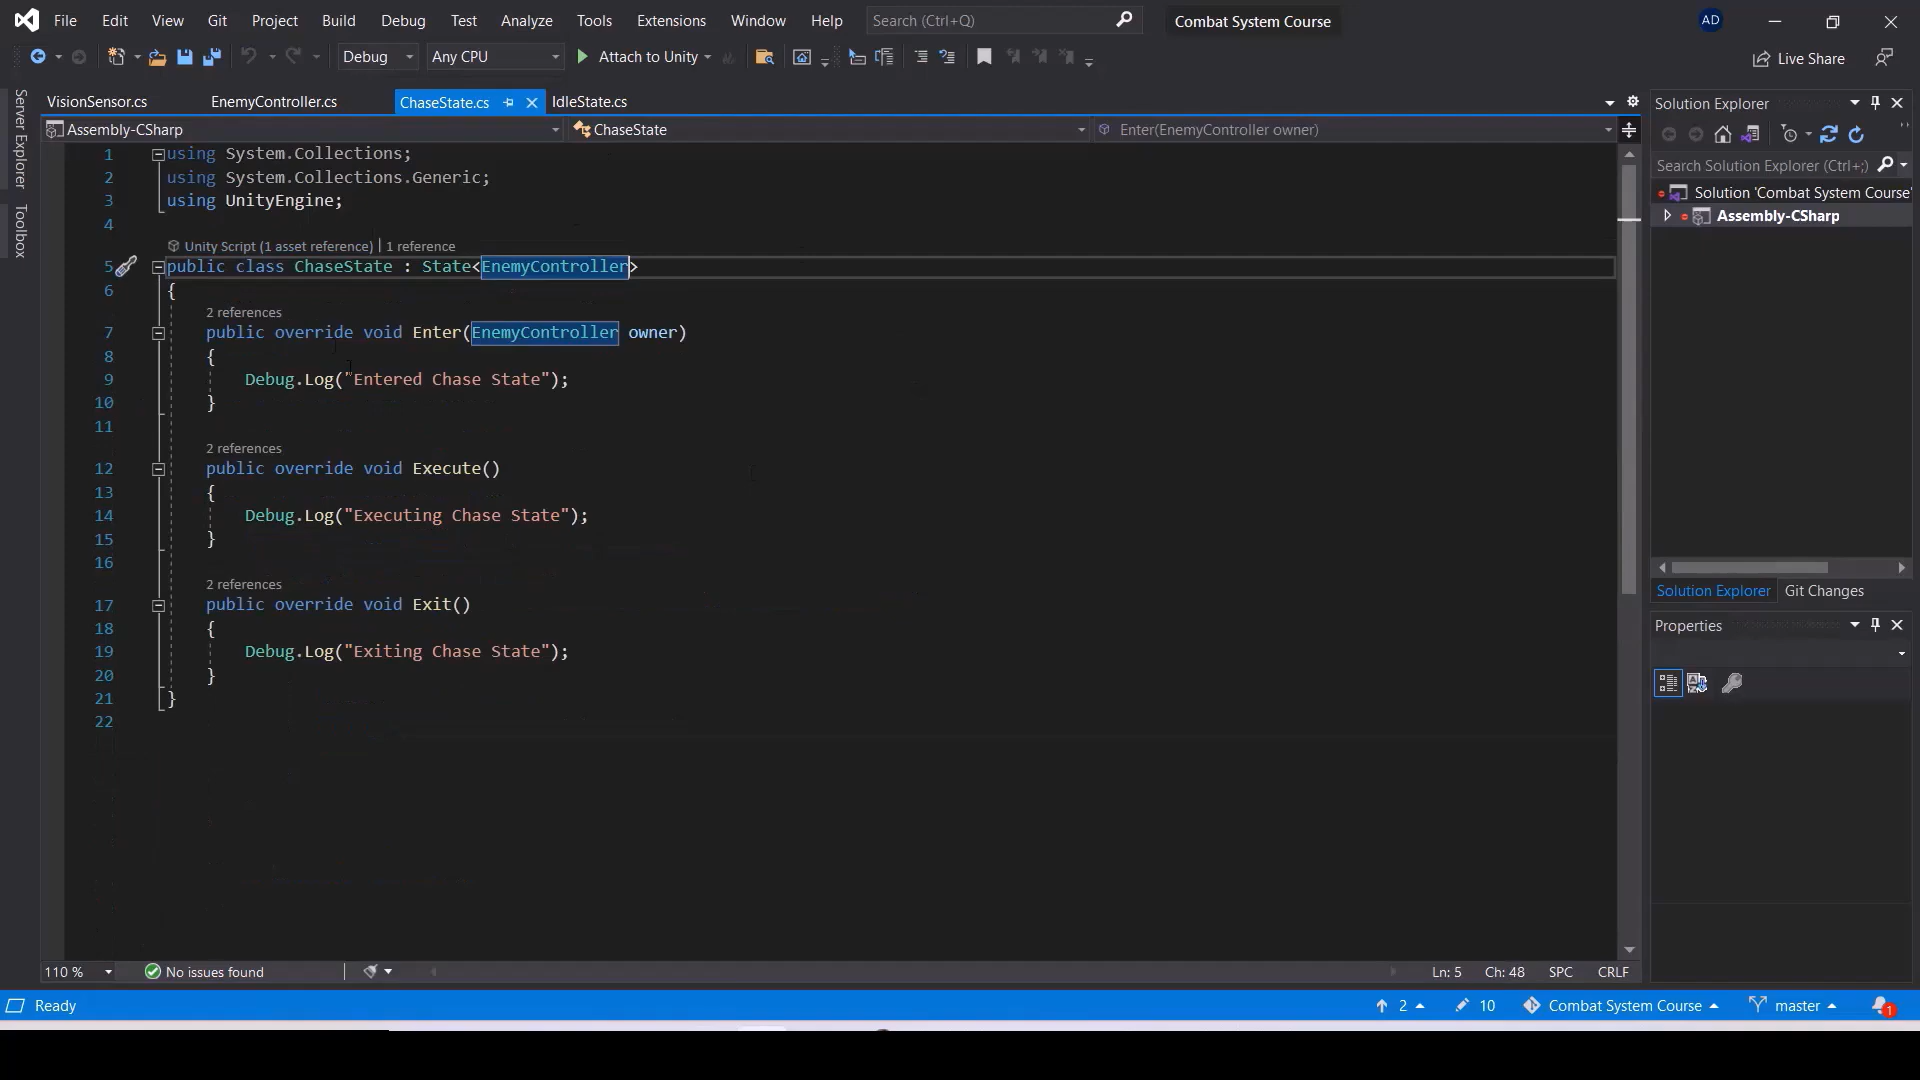 File Edit View Git Project Build Debug Test Analyze Tools Extensions Window Help Search (Ctrl+Q) Combat System Course AD
Debug Any CPU Attach to Unity Live Share
Server Explorer
Toolbox
VisionSensor.cs EnemyController.cs ChaseState.cs IdleState.cs
Assembly-CSharp ChaseState Enter(EnemyController owner)
1 using System.Collections;
2 using System.Collections.Generic;
3 using UnityEngine;
4
Unity Script (1 asset reference) | 1 reference
5 public class ChaseState : State<EnemyController>
6 {
2 references
7 public override void Enter(EnemyController owner)
8 {
9 Debug.Log("Entered Chase State");
10 }
11
2 references
12 public override void Execute()
13 {
14 Debug.Log("Executing Chase State");
15 }
16
2 references
17 public override void Exit()
18 {
19 Debug.Log("Exiting Chase State");
20 }
21 }
22
110 % No issues found Ln: 5 Ch: 48 SPC CRLF
Solution Explorer
Search Solution Explorer (Ctrl+;)
Solution 'Combat System Course'
Assembly-CSharp
Solution Explorer Git Changes
Properties
Ready 2 10 Combat System Course master 1